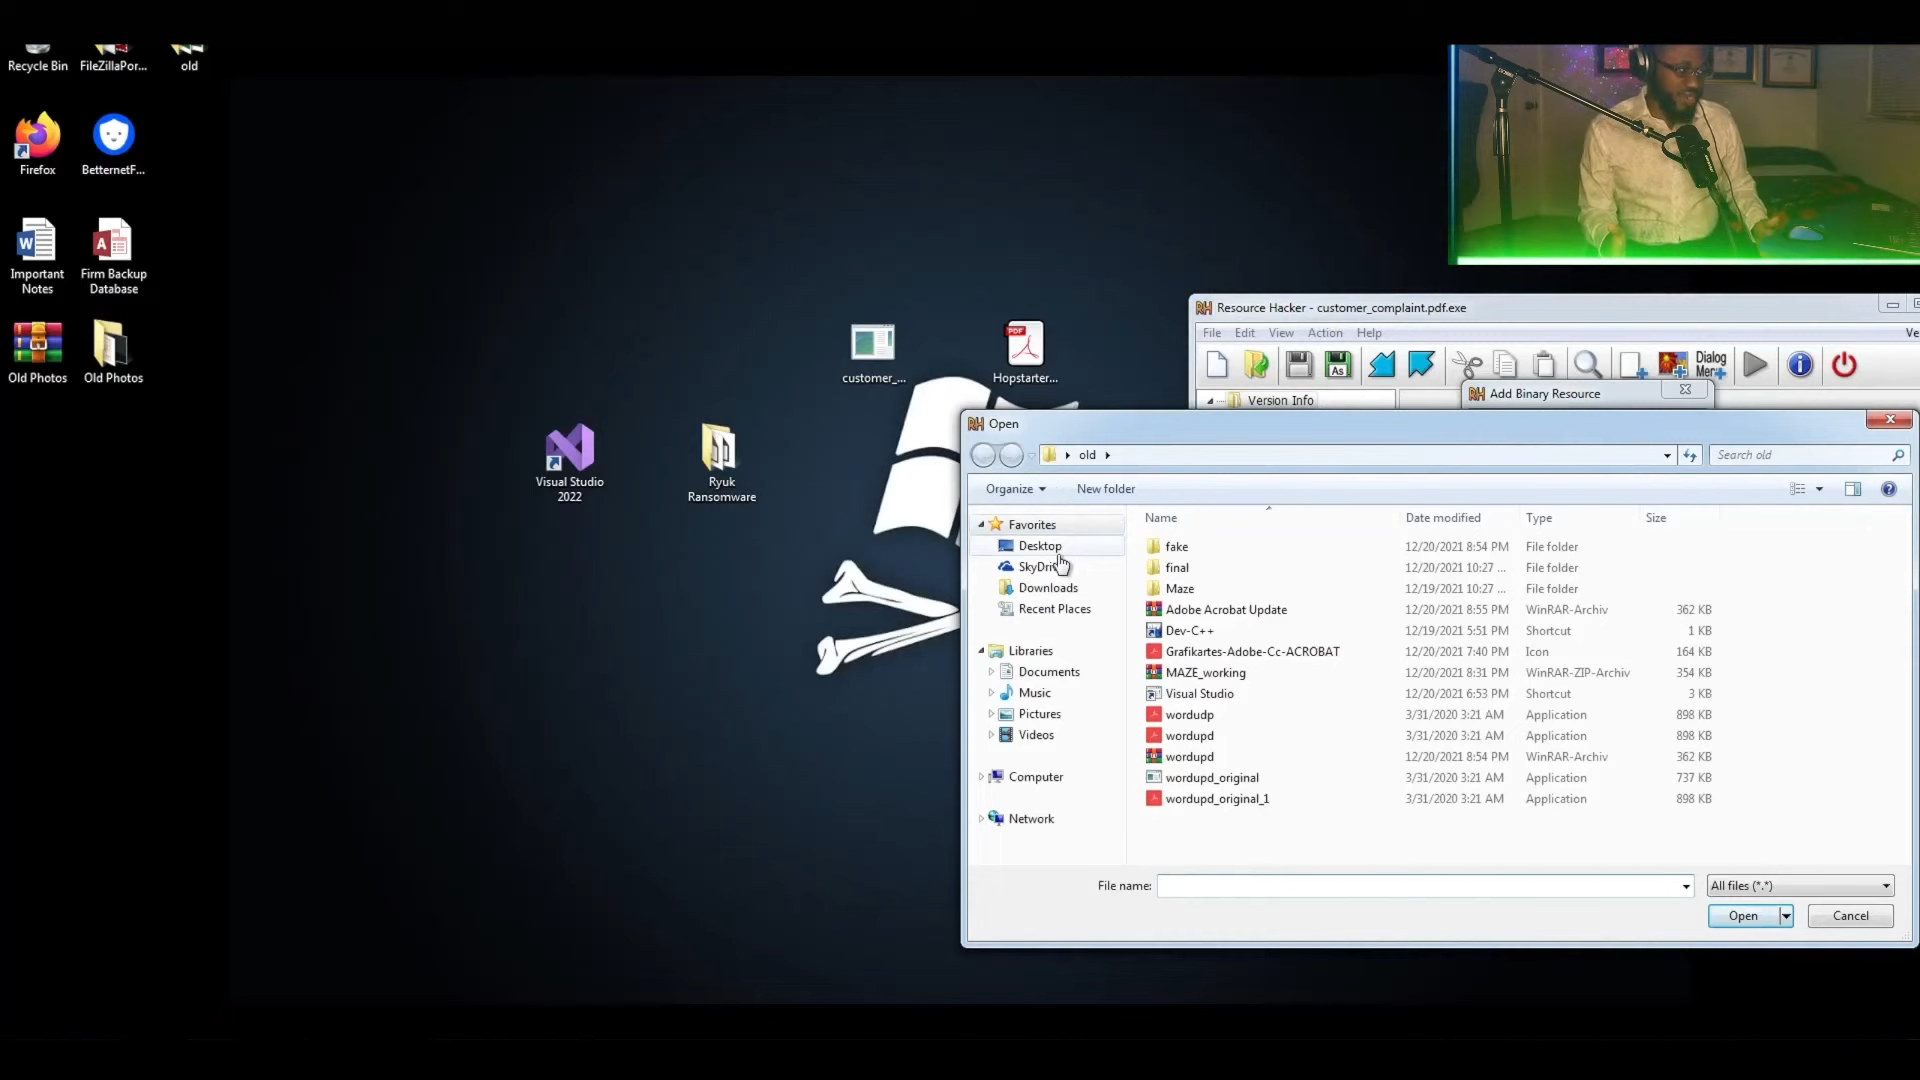 Recycle Bin
FileZillaPor...
old
Firefox
BetternetF...
Important
Notes
Firm Backup
Database
Old Photos
Old Photos
customer_...
PDF
Hopstarter...
Visual Studio
2022
Ryuk
Ransomware
RH Resource Hacker - customer_complaint.pdf.exe
File Edit View Action Help
Ve
As
Dialog
Menu
Version Info
RH Add Binary Resource
RH Open
old
Search old
Organize
New folder
Favorites
Desktop
SkyDri
Downloads
Recent Places
Libraries
Documents
Music
Pictures
Videos
Computer
Network
Name Date modified Type Size
fake 12/20/2021 8:54 PM File folder
final 12/20/2021 10:27 ... File folder
Maze 12/19/2021 10:27 ... File folder
Adobe Acrobat Update 12/20/2021 8:55 PM WinRAR-Archiv 362 KB
Dev-C++ 12/19/2021 5:51 PM Shortcut 1 KB
Grafikartes-Adobe-Cc-ACROBAT 12/20/2021 7:40 PM Icon 164 KB
MAZE_working 12/20/2021 8:31 PM WinRAR-ZIP-Archiv 354 KB
Visual Studio 12/20/2021 6:53 PM Shortcut 3 KB
wordudp 3/31/2020 3:21 AM Application 898 KB
wordupd 3/31/2020 3:21 AM Application 898 KB
wordupd 12/20/2021 8:54 PM WinRAR-Archiv 362 KB
wordupd_original 3/31/2020 3:21 AM Application 737 KB
wordupd_original_1 3/31/2020 3:21 AM Application 898 KB
File name:
All files (*.*)
Open
Cancel